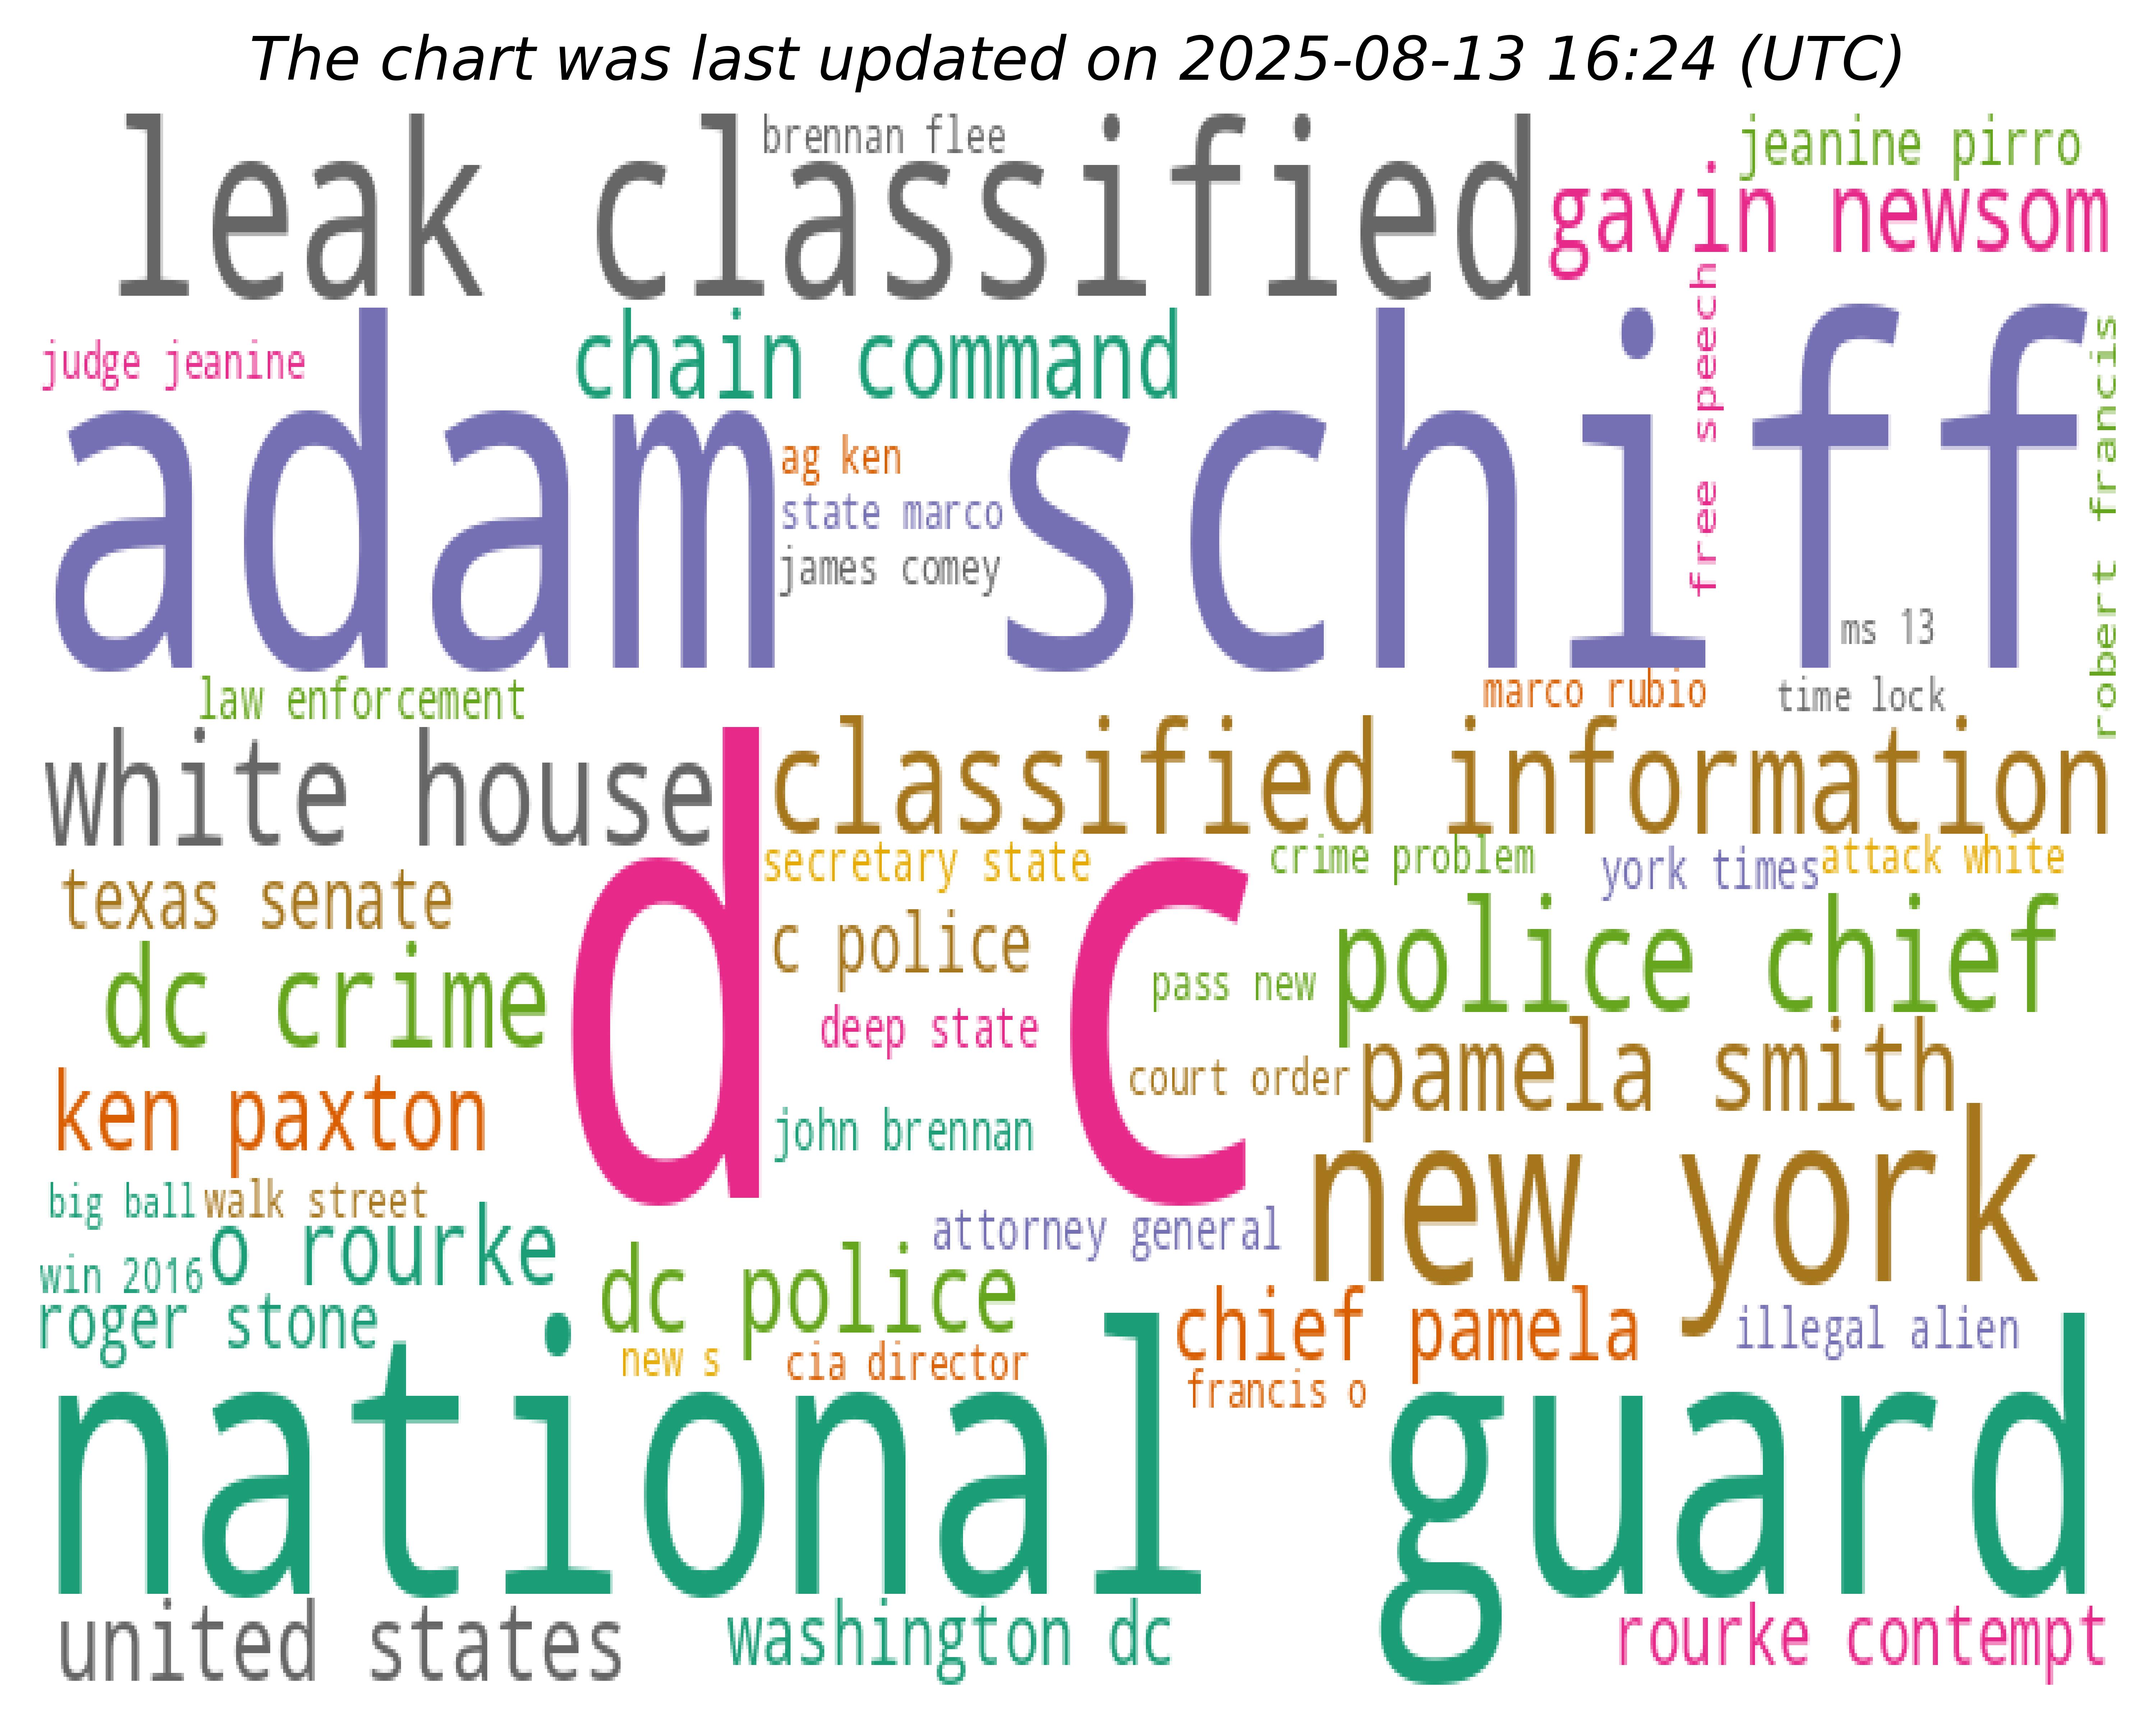 The chart was last updated on 2025-08-13 16:24 (UTC)
leak classified
brennan flee
jeanine pirro
gavin newsom
judge jeanine
chain command
free speech
robert francis
adam schiff
ag ken
state marco
james comey
ms 13
law enforcement
marco rubio
time lock
white house
classified information
d c
secretary state
crime problem
york times
attack white
texas senate
c police
police chief
dc crime
pass new
deep state
court order
pamela smith
ken paxton
john brennan
new york
big ball
walk street
o rourke
attorney general
win 2016
dc police
roger stone
chief pamela
illegal alien
new s
cia director
francis o
national guard
united states
washington dc
rourke contempt